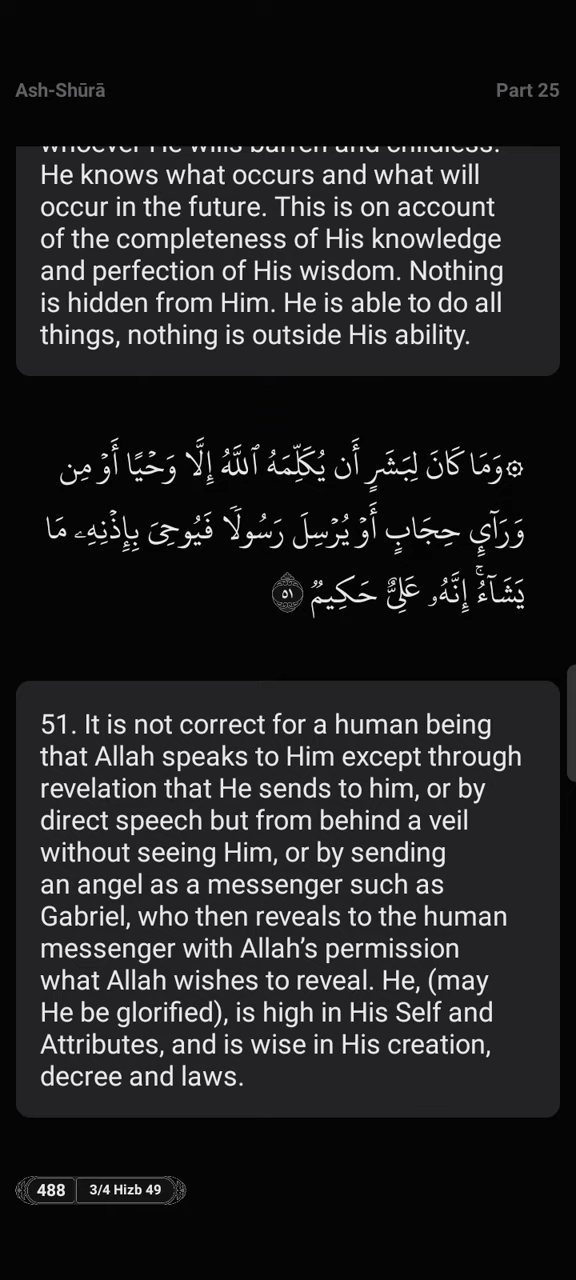 Ash-Shūrā
Part 25
whoever He wills barren and childless.
He knows what occurs and what will
occur in the future. This is on account
of the completeness of His knowledge
and perfection of His wisdom. Nothing
is hidden from Him. He is able to do all
things, nothing is outside His ability.
۞وَمَا كَانَ لِبَشَرٍ أَن يُكَلِّمَهُ ٱللَّهُ إِلَّا وَحۡيًا أَوۡ مِن
وَرَآيِٕ حِجَابٍ أَوۡ يُرۡسِلَ رَسُولٗا فَيُوحِيَ بِإِذۡنِهِۦ مَا
يَشَآءُۚ إِنَّهُۥ عَلِيٌّ حَكِيمٞ ٥١
51. It is not correct for a human being
that Allah speaks to Him except through
revelation that He sends to him, or by
direct speech but from behind a veil
without seeing Him, or by sending
an angel as a messenger such as
Gabriel, who then reveals to the human
messenger with Allah’s permission
what Allah wishes to reveal. He, (may
He be glorified), is high in His Self and
Attributes, and is wise in His creation,
decree and laws.
488
3/4 Hizb 49